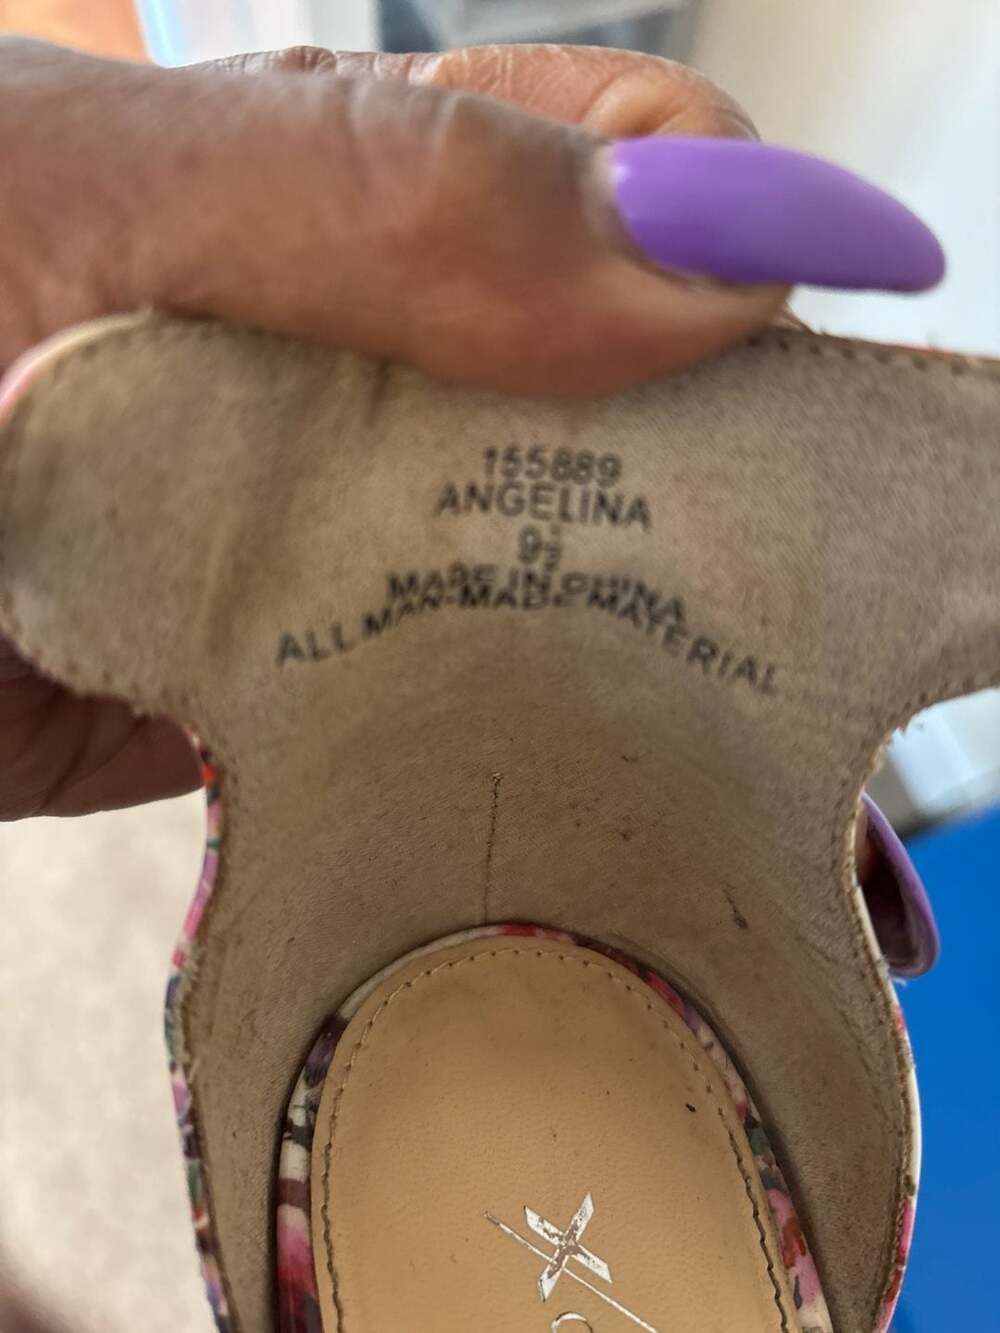 155889
ANGELINA
9½
MADE IN CHINA
ALL MAN-MADE MATERIAL
X